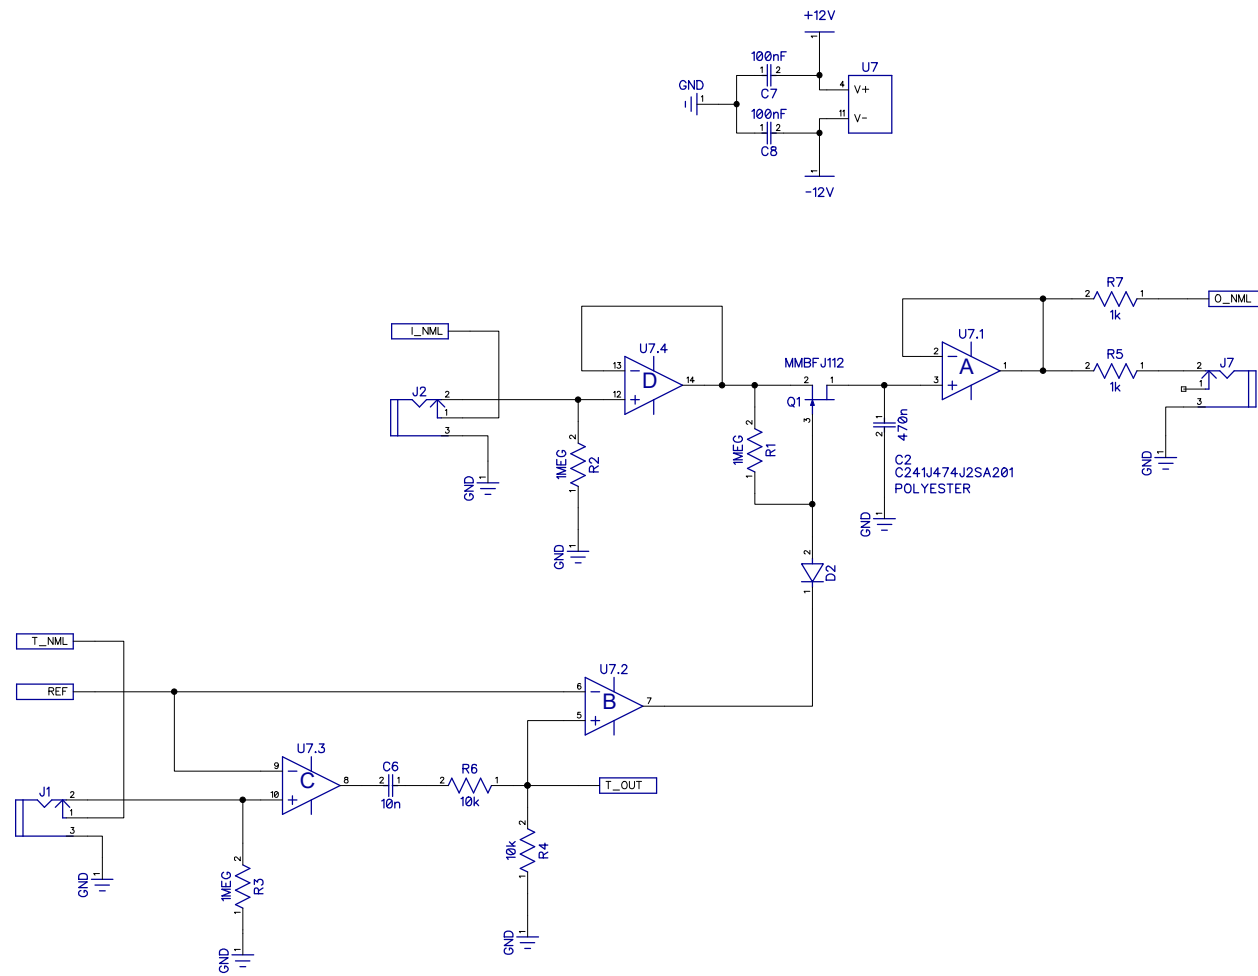 +12V
1
100nF
1 2
C7
U7
4 V+
GND
1
100nF
1 2
C8
11 V-
1
-12V
R7
2 1
1k
O_NML
I_NML
U7.4
13
D
14
12
MMBFJ112
2 1
Q1
3
U7.1
2
A
1
3
R5
2 1
1k
J7
2
1
3
GND
1
J2
2
1
3
GND
1
2
1MEG
R2
1
GND
1
2
1MEG
R1
1
1
2
470n
C2
C241J474J2SA201
POLYESTER
GND
1
2
D2
1
T_NML
REF
U7.2
6
B
7
5
U7.3
9
C
8
10
C6
2 1
10n
R6
2 1
10k
T_OUT
J1
2
1
3
GND
1
2
1MEG
R3
1
GND
1
2
10k
R4
1
GND
1